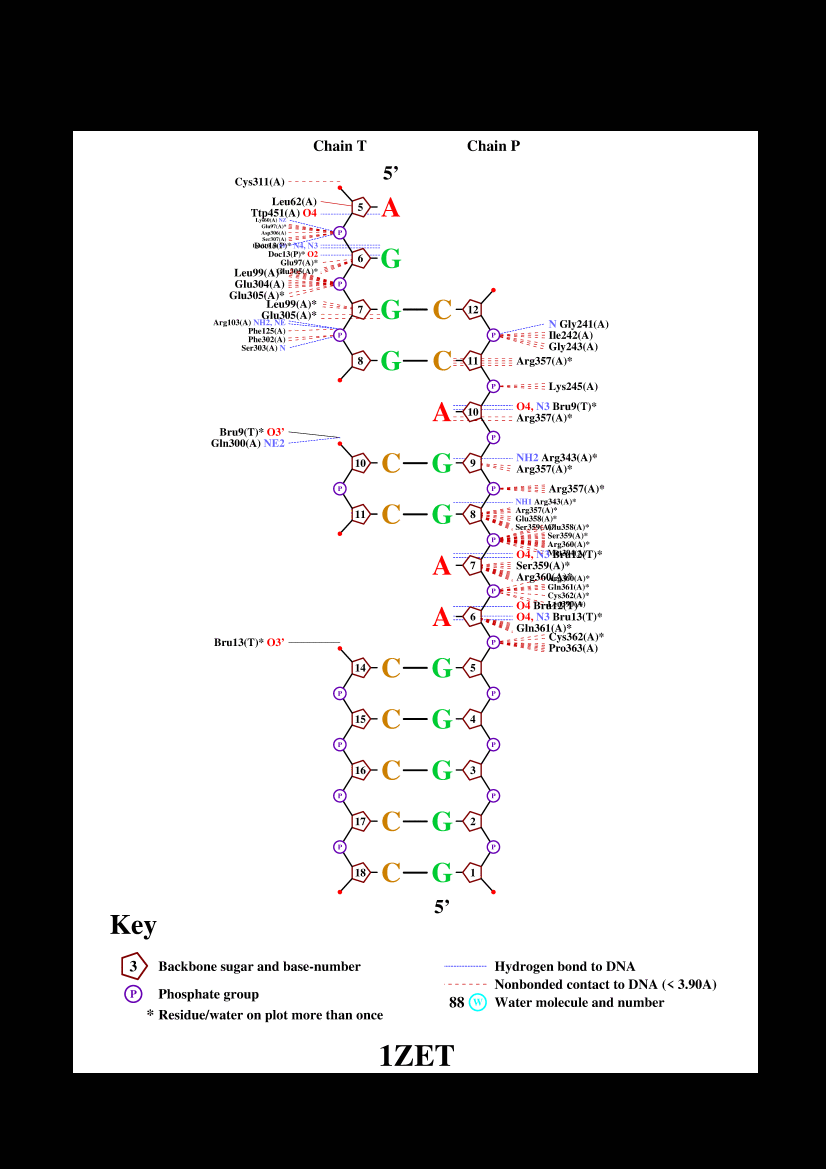 Chain T Chain P
5’
Cys311(A)
Leu62(A)
5 A
Ttp451(A) O4
Lys60(A) NZ
Glu97(A)*
Asp306(A)
Ser307(A)
P
N4, N3
Doc13(P)* O2
6 G
Glu97(A)*
Glu305(A)*
Leu99(A)*
Glu304(A) P
Glu305(A)*
Leu99(A)*
7 G C 12
Glu305(A)*
Arg103(A) NH2, NE N Gly241(A)
Phe125(A) P P Ile242(A)
Phe302(A) Gly243(A)
Ser303(A) N
8 G C 11 Arg357(A)*
P Lys245(A)
A 10 O4, N3 Bru9(T)*
Arg357(A)*
Bru9(T)* O3’ P
Gln300(A) NE2
10 C G 9 NH2 Arg343(A)*
Arg357(A)*
P P Arg357(A)*
NH1 Arg343(A)*
Arg357(A)*
11 C G 8 Glu358(A)*
Ser359(A)* Glu358(A)*
Ser359(A)*
P Arg360(A)*
O4, N3 Bru12(T)*
A 7 Ser359(A)*
Arg360(A)* Arg360(A)*
Gln361(A)*
P Cys362(A)*
O4 Bru12(T)*
A 6 O4, N3 Bru13(T)*
Gln361(A)*
Cys362(A)*
Bru13(T)* O3’ P Pro363(A)
14 C G 5
P P
15 C G 4
P P
16 C G 3
P P
17 C G 2
P P
18 C G 1
5’
Key
3 Backbone sugar and base-number
P Phosphate group
* Residue/water on plot more than once
Hydrogen bond to DNA
Nonbonded contact to DNA (< 3.90A)
88 W Water molecule and number
1ZET